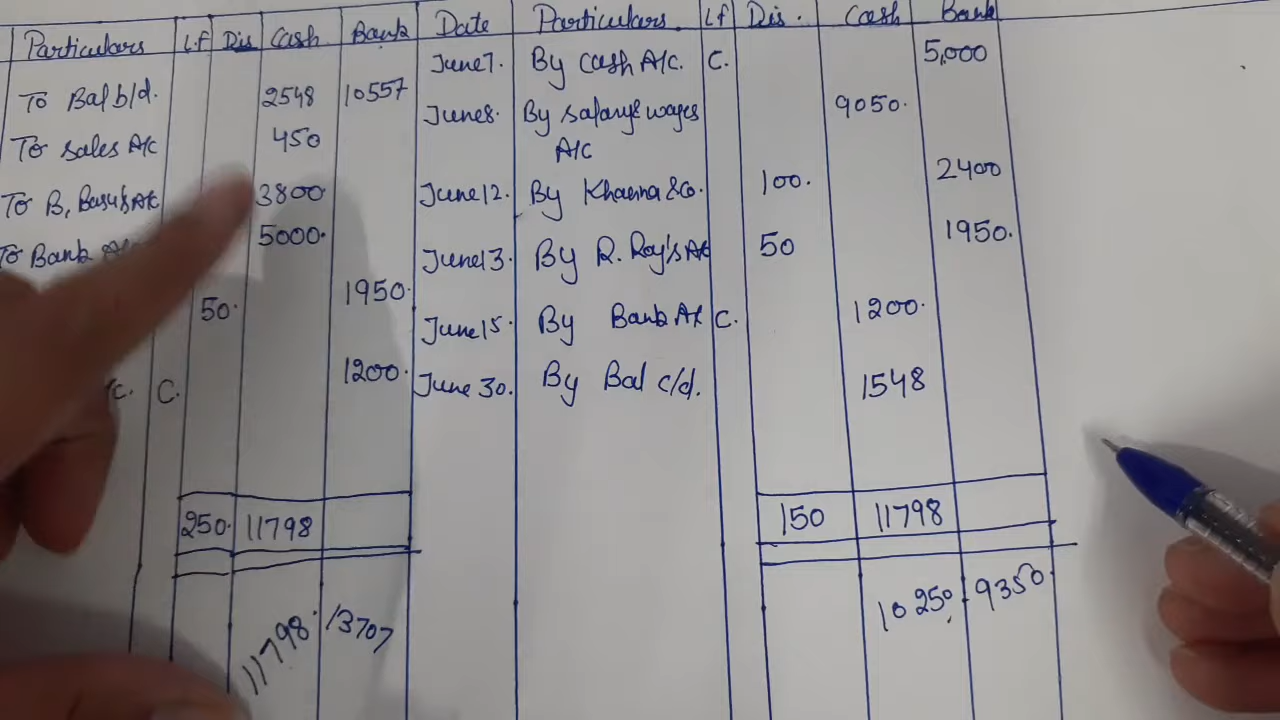 Particulars L.f Dis Cash Bank Date Particulars Lf Dis. Cash Bank
June 7. By Cash A/c. C. 5,000
To Bal b/d. 2548 10557
June 8. By Salary & wages 9050.
To Sales A/c 450
A/c
To B. Basu's A/c 3800 June 12. By Khanna & Co. 100. 2400
To Bank 5000. June 13. By R. Roy's A/c 50 1950.
50. 1950.
June 15. By Bank A/c C. 1200.
C. 1200. June 30. By Bal c/d. 1548
250. 11798 150 11798
11798. 13707 10250. 9350.